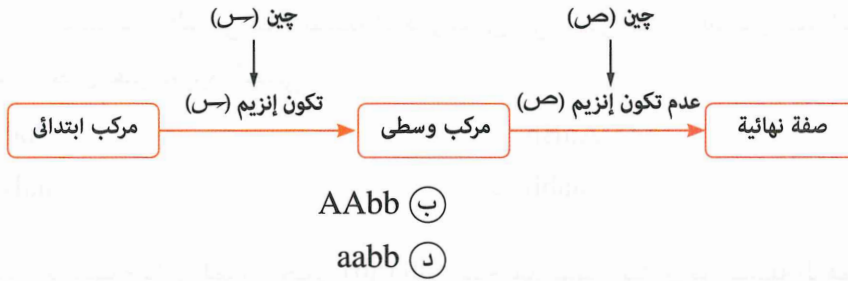 چين (س) چين (ص)
تكون إنزيم (س) عدم تكون إنزيم (ص)
مركب ابتدائى مركب وسطى صفة نهائية
ب AAbb
د aabb